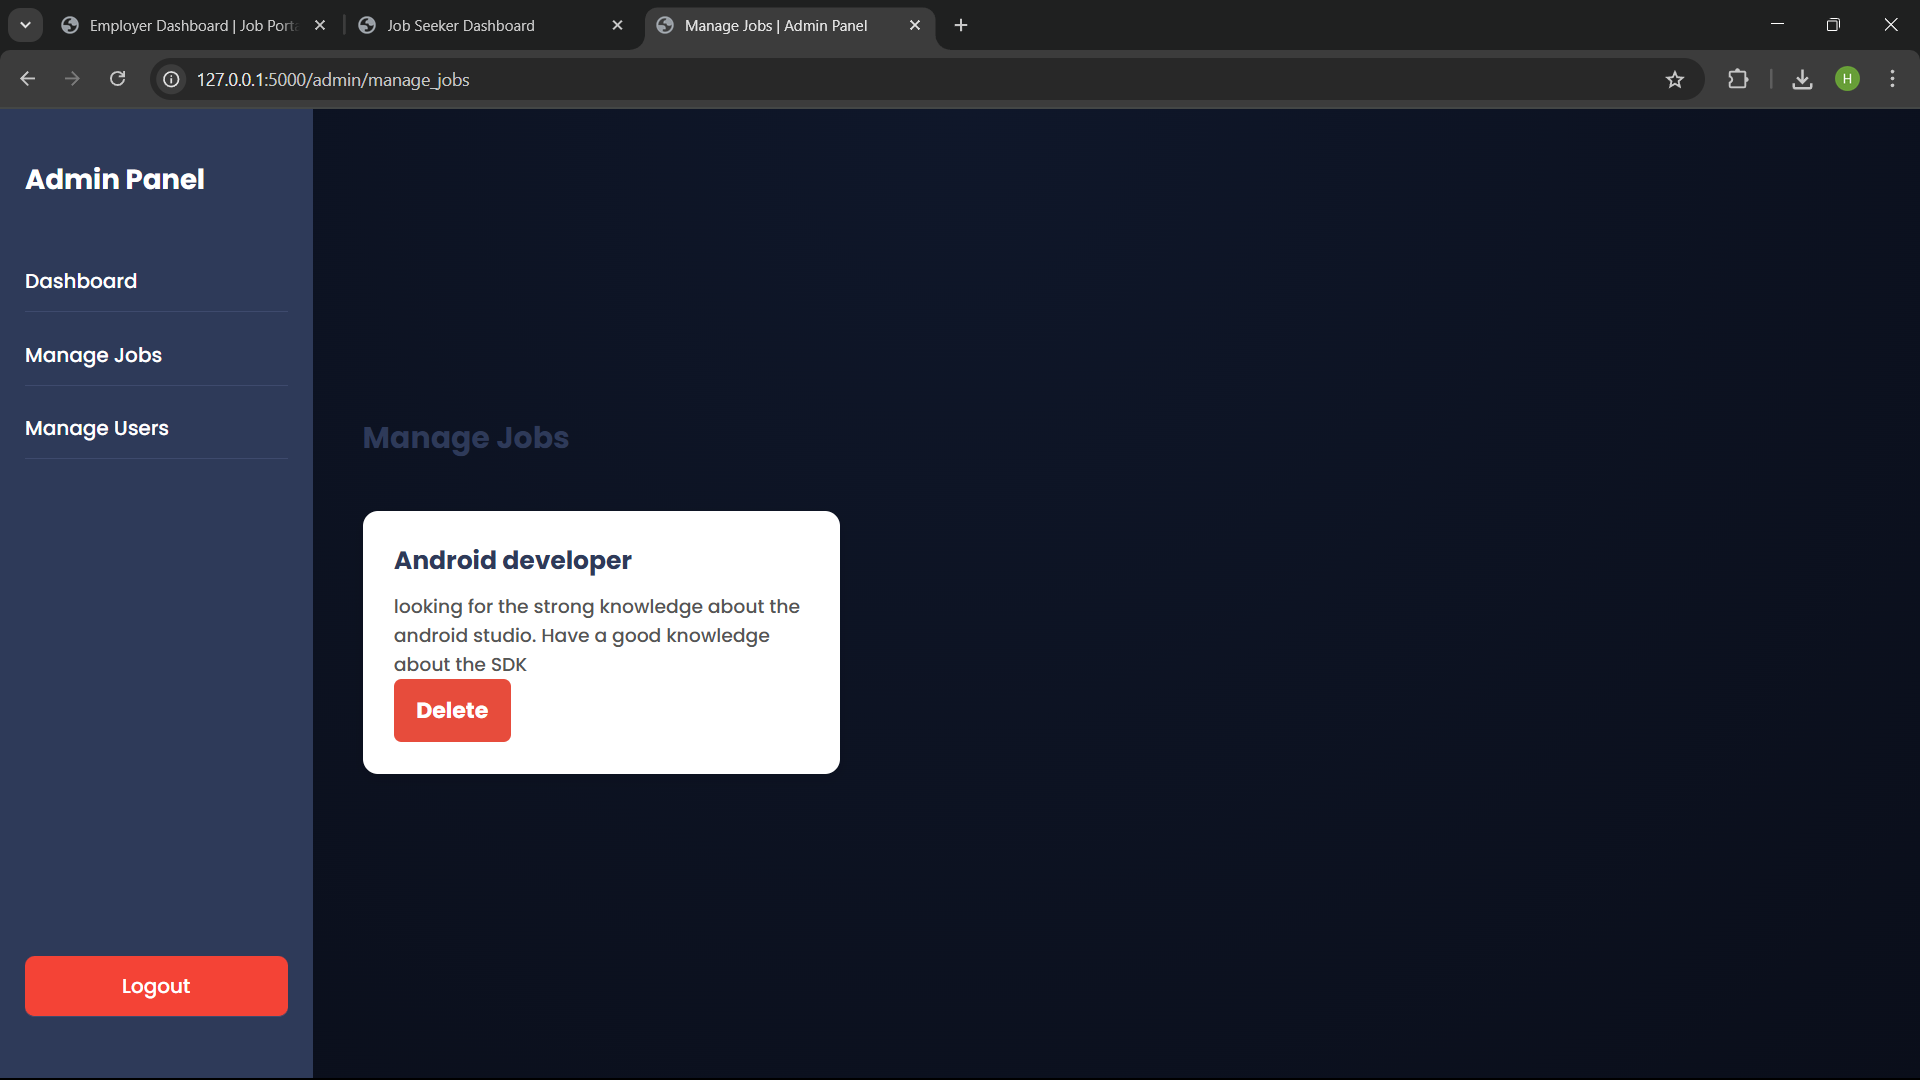 Employer Dashboard | Job Port
Job Seeker Dashboard
Manage Jobs | Admin Panel
127.0.0.1:5000/admin/manage_jobs
H
Admin Panel
Dashboard
Manage Jobs
Manage Users
Logout
Manage Jobs
Android developer
looking for the strong knowledge about the
android studio. Have a good knowledge
about the SDK
Delete